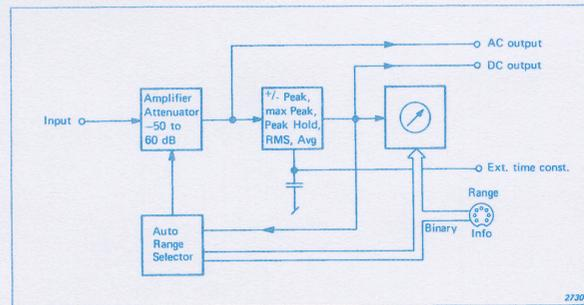 AC output
DC output
Amplifier
Attenuator
–50 to
60 dB
+/- Peak,
max Peak,
Peak Hold,
RMS, Avg
Input
Ext. time const.
Range
Auto
Range
Selector
Binary
Info
2730